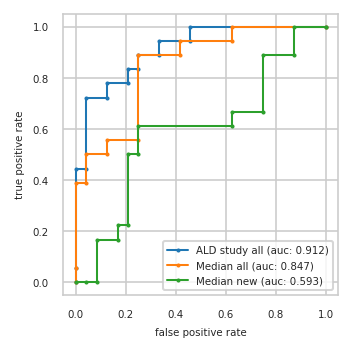 1.0
0.8
0.6
0.4
0.2
0.0
true positive rate
ALD study all (auc: 0.912)
Median all (auc: 0.847)
Median new (auc: 0.593)
0.0 0.2 0.4 0.6 0.8 1.0
false positive rate